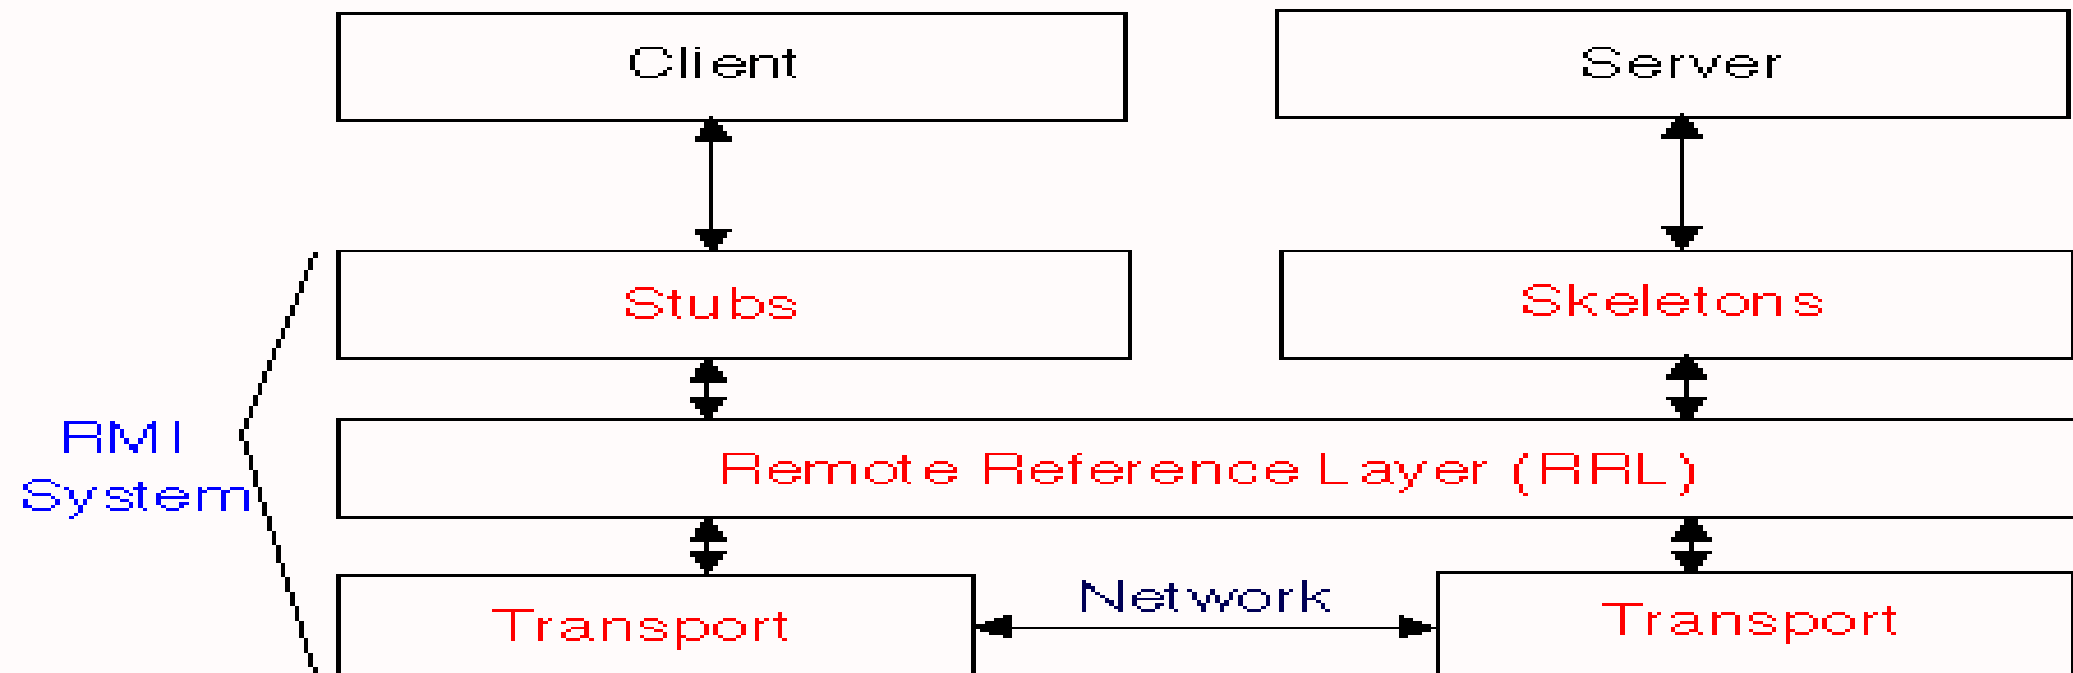 Client
Server
Stubs
Skeletons
RMI
System
Remote Reference Layer (RRL)
Network
Transport
Transport